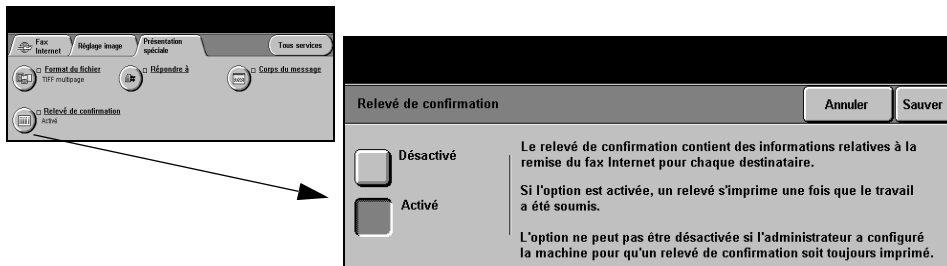 Fax Internet
Réglage image
Présentation spéciale
Tous services
Format du fichier
TIFF multipage
Répondre à
Corps du message
Relevé de confirmation
Activé
Relevé de confirmation
Annuler
Sauver
Désactivé
Activé
Le relevé de confirmation contient des informations relatives à la
remise du fax Internet pour chaque destinataire.
Si l'option est activée, un relevé s'imprime une fois que le travail
a été soumis.
L'option ne peut pas être désactivée si l'administrateur a configuré
la machine pour qu'un relevé de confirmation soit toujours imprimé.